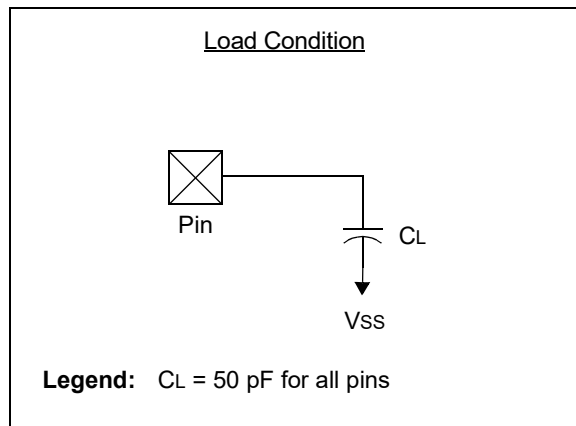 Load Condition
Pin
CL
VSS
Legend: CL = 50 pF for all pins